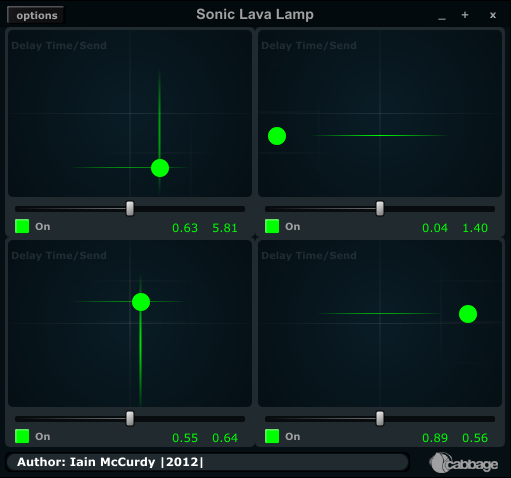 options
Sonic Lava Lamp
_ + x
Delay Time/Send
On 0.63 5.81
On 0.04 1.40
Delay Time/Send
Delay Time/Send
On 0.55 0.64
Delay Time/Send
On 0.89 0.56
Author: Iain McCurdy |2012|
cabbage